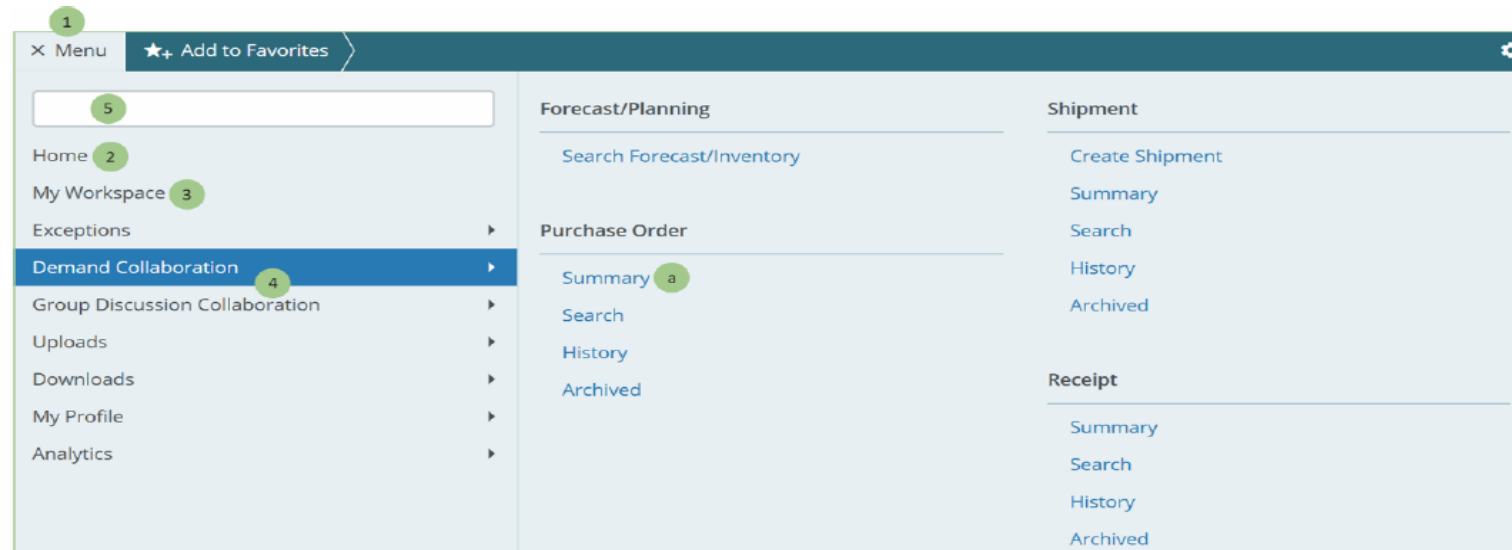 1
× Menu ★+ Add to Favorites
5
Home 2
My Workspace 3
Exceptions
Demand Collaboration
4
Group Discussion Collaboration
Uploads
Downloads
My Profile
Analytics
Forecast/Planning
Search Forecast/Inventory
Purchase Order
Summary a
Search
History
Archived
Shipment
Create Shipment
Summary
Search
History
Archived
Receipt
Summary
Search
History
Archived